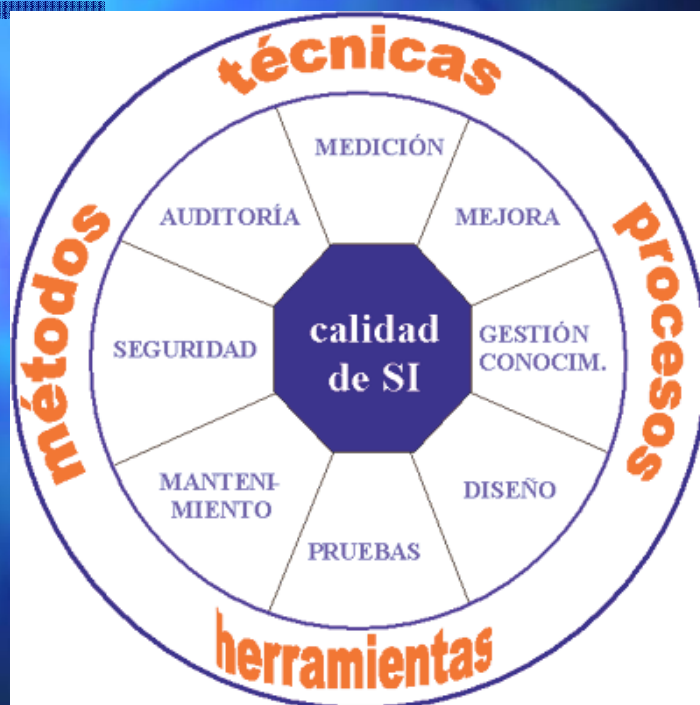 técnicas
MEDICIÓN
AUDITORÍA
MEJORA
métodos
procesos
SEGURIDAD
calidad
de SI
GESTIÓN
CONOCIM.
MANTENI-
MIENTO
DISEÑO
PRUEBAS
herramientas